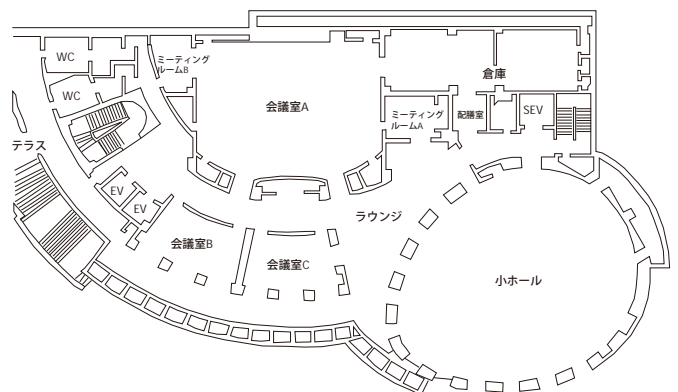 WC
ミーティング
ルームB
WC
会議室A
倉庫
ミーティング
ルームA
配膳室
SEV
テラス
EV
EV
会議室B
会議室C
ラウンジ
小ホール